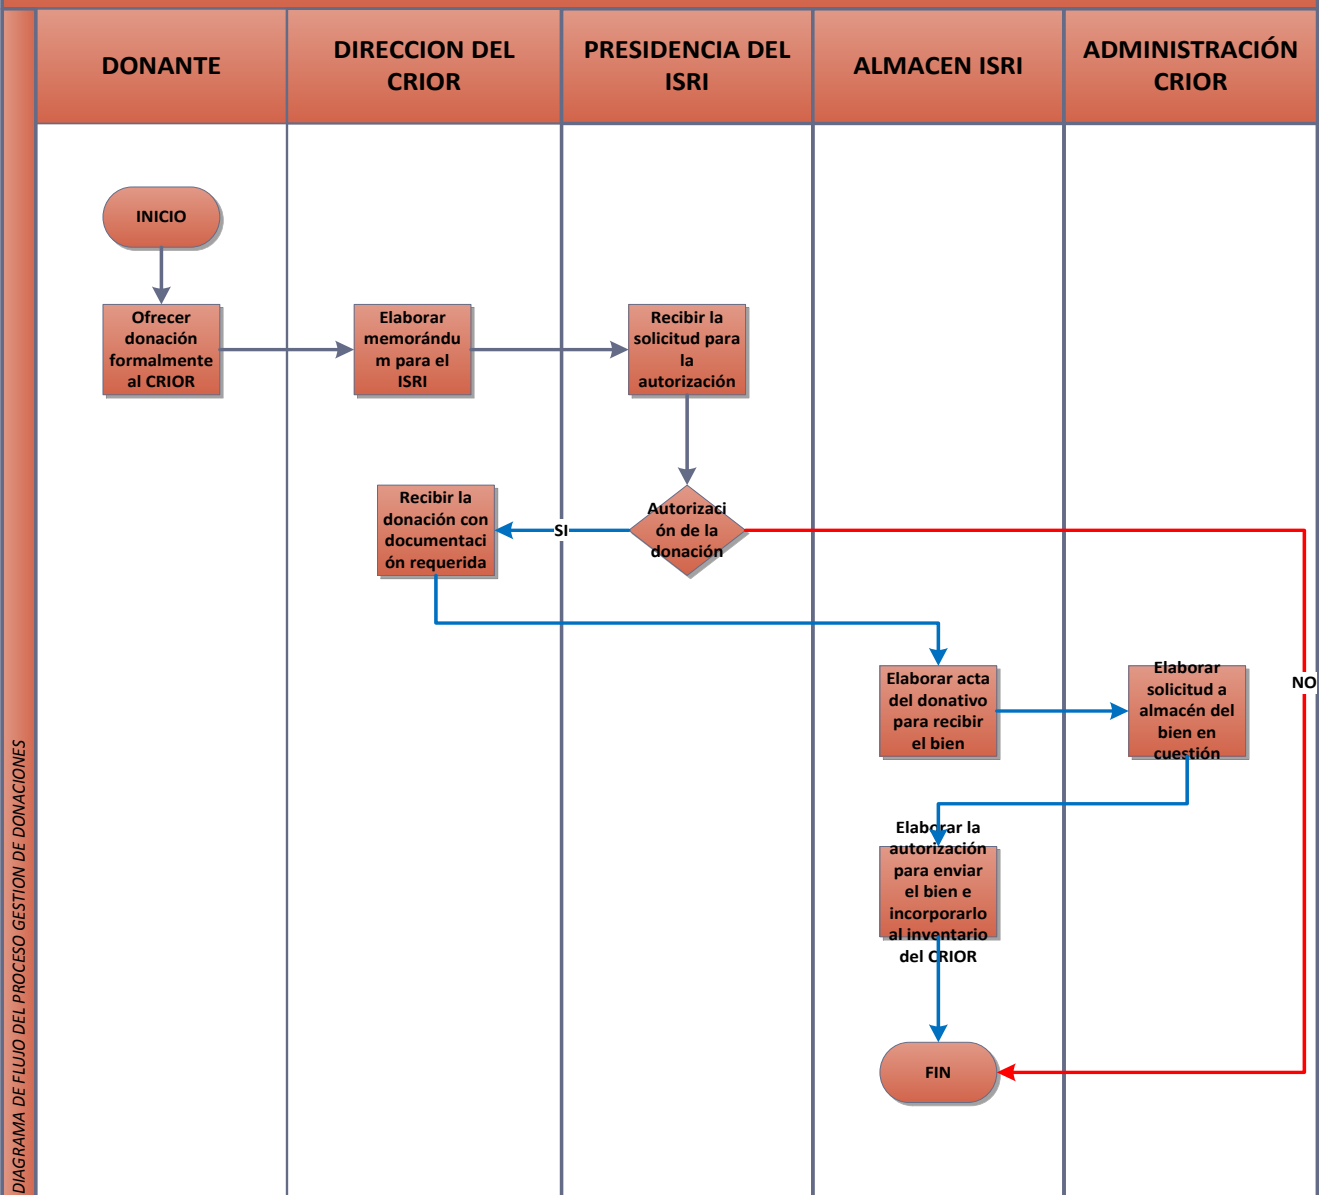 DONANTE
DIRECCION DEL
CRIOR
PRESIDENCIA DEL
ISRI
ALMACEN ISRI
ADMINISTRACIÓN
CRIOR
INICIO
Ofrecer
donación
formalmente
al CRIOR
Elaborar
memorándu
m para el
ISRI
Recibir la
solicitud para
la
autorización
Recibir la
donación con
documentaci
ón requerida
SI
Autorizaci
ón de la
donación
Elaborar acta
del donativo
para recibir
el bien
Elaborar
solicitud a
almacén del
bien en
cuestión
NO
Elaborar la
autorización
para enviar
el bien e
incorporarlo
al inventario
del CRIOR
FIN
DIAGRAMA DE FLUJO DEL PROCESO GESTION DE DONACIONES